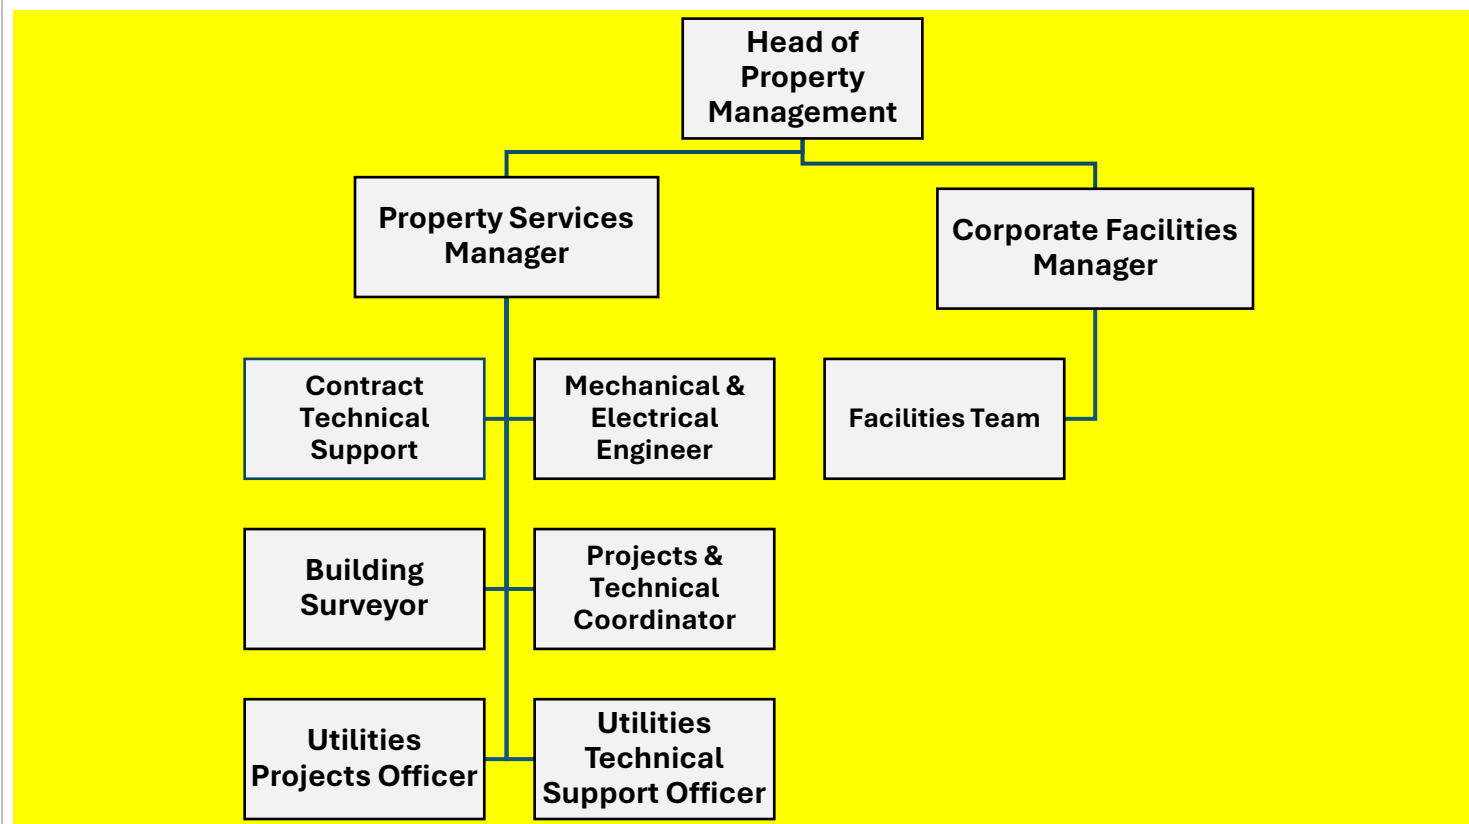 Head of
Property
Management
Property Services
Manager
Corporate Facilities
Manager
Contract
Technical
Support
Mechanical &
Electrical
Engineer
Facilities Team
Building
Surveyor
Projects &
Technical
Coordinator
Utilities
Projects Officer
Utilities
Technical
Support Officer